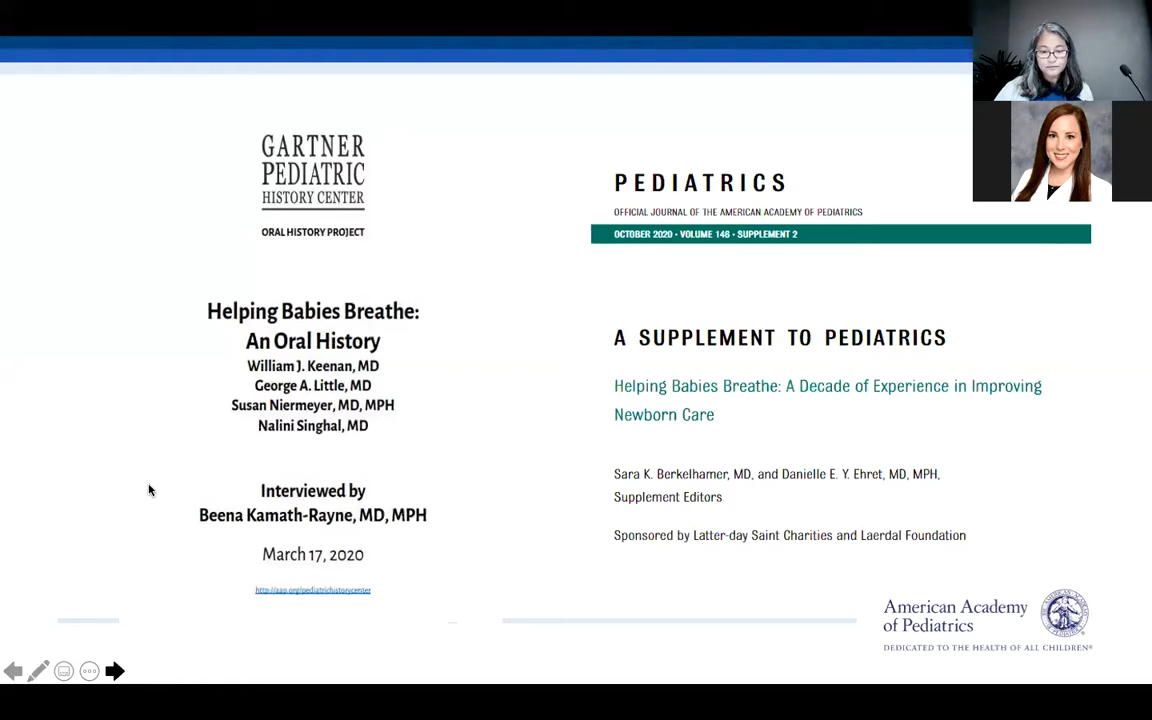 GARTNER
PEDIATRIC
HISTORY CENTER
ORAL HISTORY PROJECT
Helping Babies Breathe:
An Oral History
William J. Keenan, MD
George A. Little, MD
Susan Niermeyer, MD, MPH
Nalini Singhal, MD
Interviewed by
Beena Kamath-Rayne, MD, MPH
March 17, 2020
http://aap.org/pediatrichistorycenter
PEDIATRICS
OFFICIAL JOURNAL OF THE AMERICAN ACADEMY OF PEDIATRICS
OCTOBER 2020 • VOLUME 146 • SUPPLEMENT 2
A SUPPLEMENT TO PEDIATRICS
Helping Babies Breathe: A Decade of Experience in Improving
Newborn Care
Sara K. Berkelhamer, MD, and Danielle E. Y. Ehret, MD, MPH,
Supplement Editors
Sponsored by Latter-day Saint Charities and Laerdal Foundation
American Academy
of Pediatrics
DEDICATED TO THE HEALTH OF ALL CHILDREN®